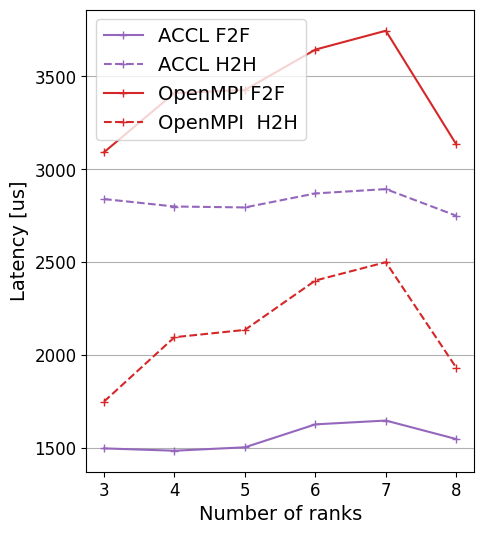 ACCL F2F
ACCL H2H
OpenMPI F2F
OpenMPI  H2H
3500
3000
2500
2000
1500
Latency [us]
3 4 5 6 7 8
Number of ranks